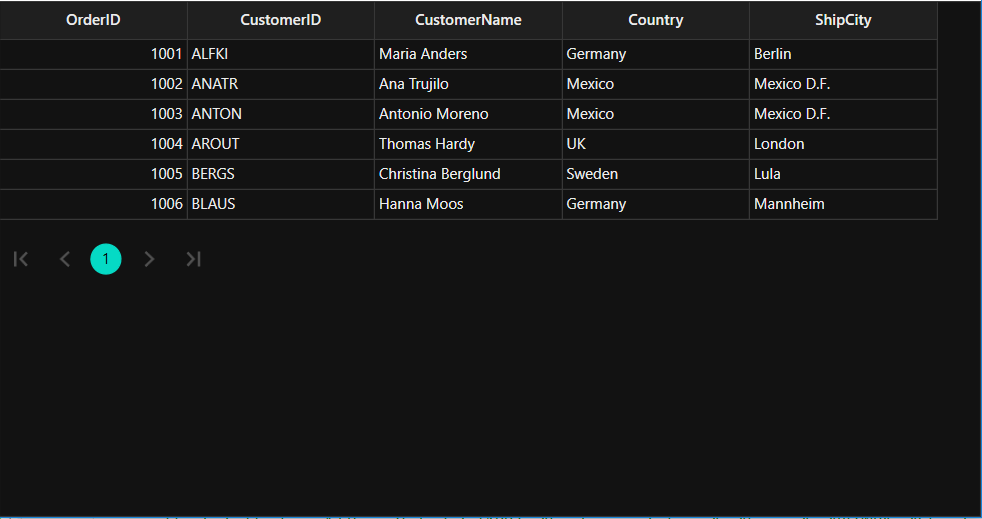 OrderID CustomerID CustomerName Country ShipCity
1001 ALFKI Maria Anders Germany Berlin
1002 ANATR Ana Trujilo Mexico Mexico D.F.
1003 ANTON Antonio Moreno Mexico Mexico D.F.
1004 AROUT Thomas Hardy UK London
1005 BERGS Christina Berglund Sweden Lula
1006 BLAUS Hanna Moos Germany Mannheim
1